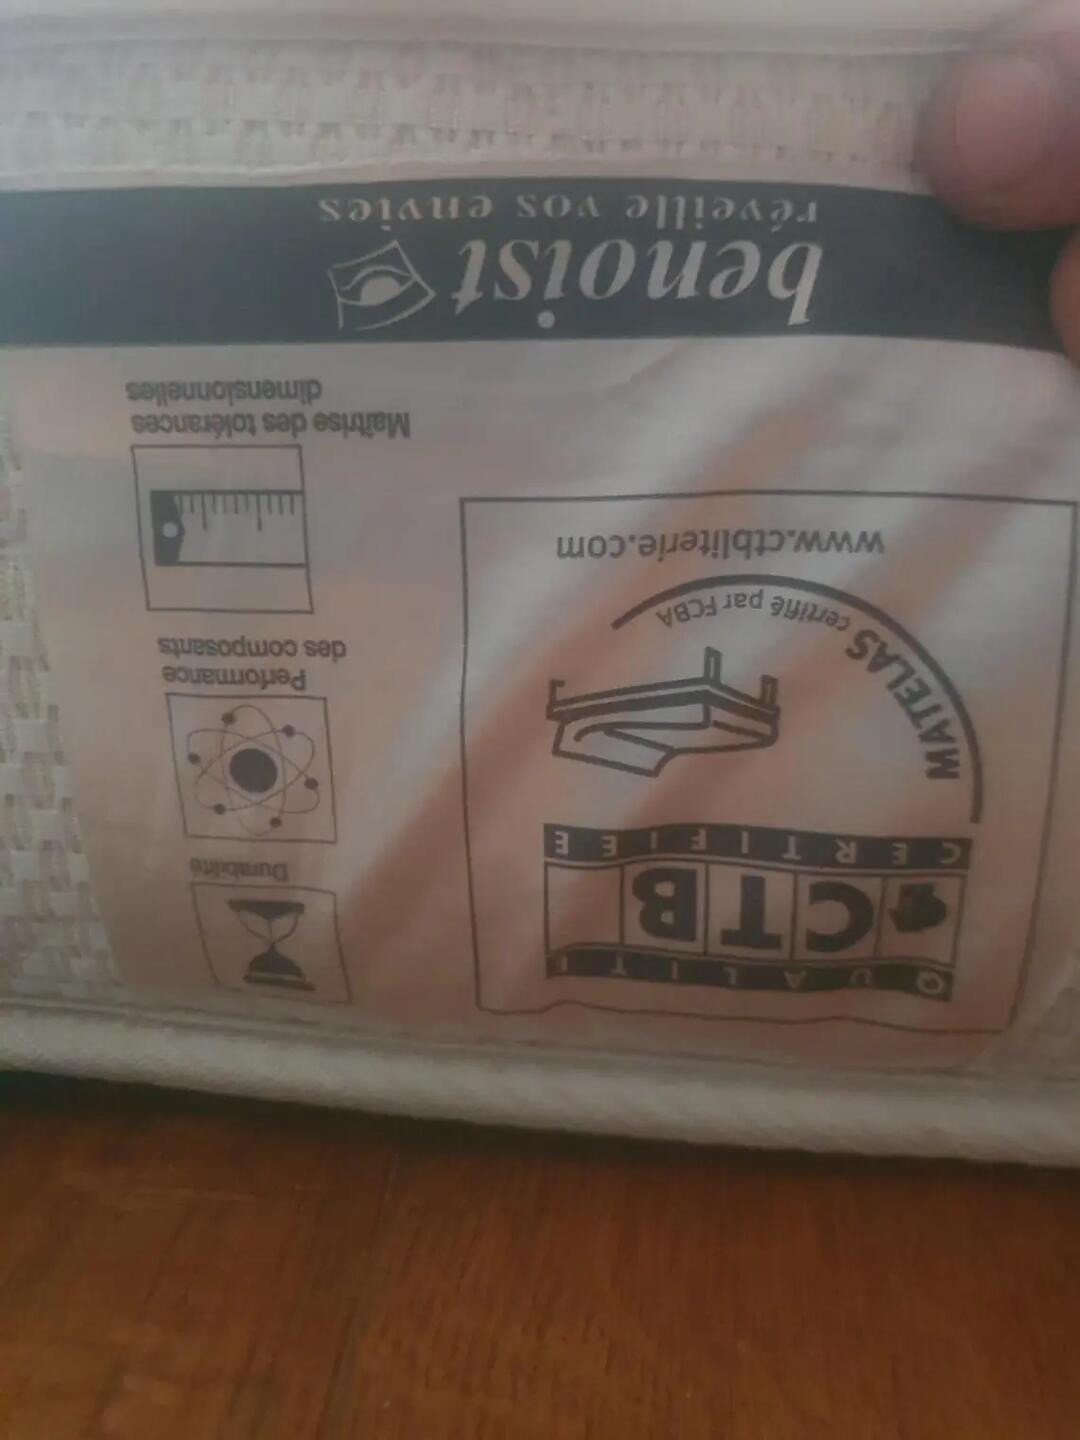 QUALITE
CTB
CERTIFIEE
MATELAS certifié par FCBA
www.ctbliterie.com
Durabilité
Performance
des composants
Maîtrise des tolérances
dimensionnelles
benoist
réveille vos envies